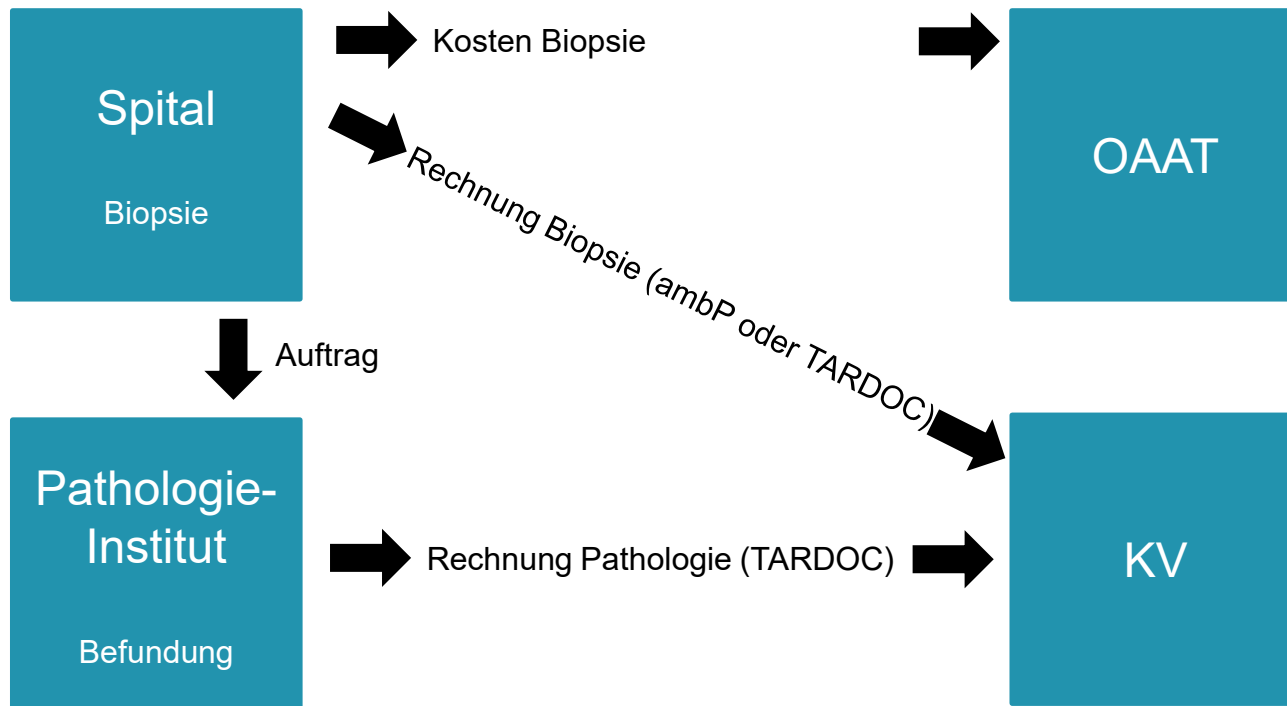 Spital
Biopsie
Kosten Biopsie
OAAT
Rechnung Biopsie (ambP oder TARDOC)
Auftrag
Pathologie-
Institut
Befundung
Rechnung Pathologie (TARDOC)
KV